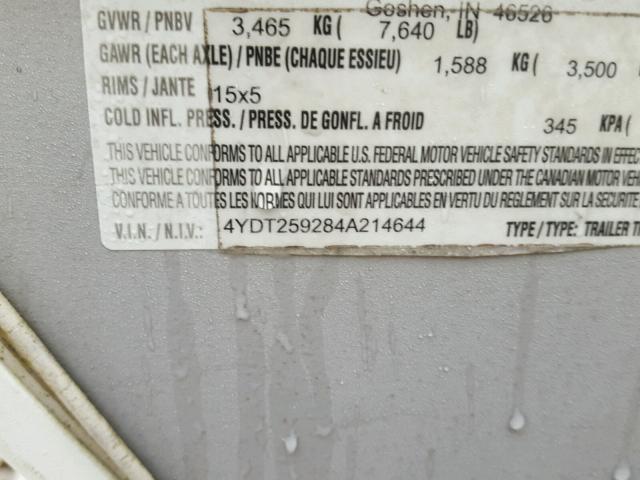 Goshen, IN 46526
GVWR / PNBV 3,465 KG ( 7,640 LB)
GAWR (EACH AXLE) / PNBE (CHAQUE ESSIEU) 1,588 KG ( 3,500
RIMS / JANTE 15x5
COLD INFL. PRESS. / PRESS. DE GONFL. A FROID 345 KPA (
THIS VEHICLE CONFORMS TO ALL APPLICABLE U.S. FEDERAL MOTOR VEHICLE SAFETY STANDARDS IN EFFECT
THIS VEHICLE CONFORMS TO ALL APPLICABLE STANDARDS PRESCRIBED UNDER THE CANADIAN MOTOR VEHICLE
CONFORME A TOUTES LES NORMES QUI LUI SONT APPLICABLES EN VERTU DU REGLEMENT SUR LA SECURITE
V.I.N. / N.I.V.: 4YDT259284A214644 TYPE / TYPE: TRAILER